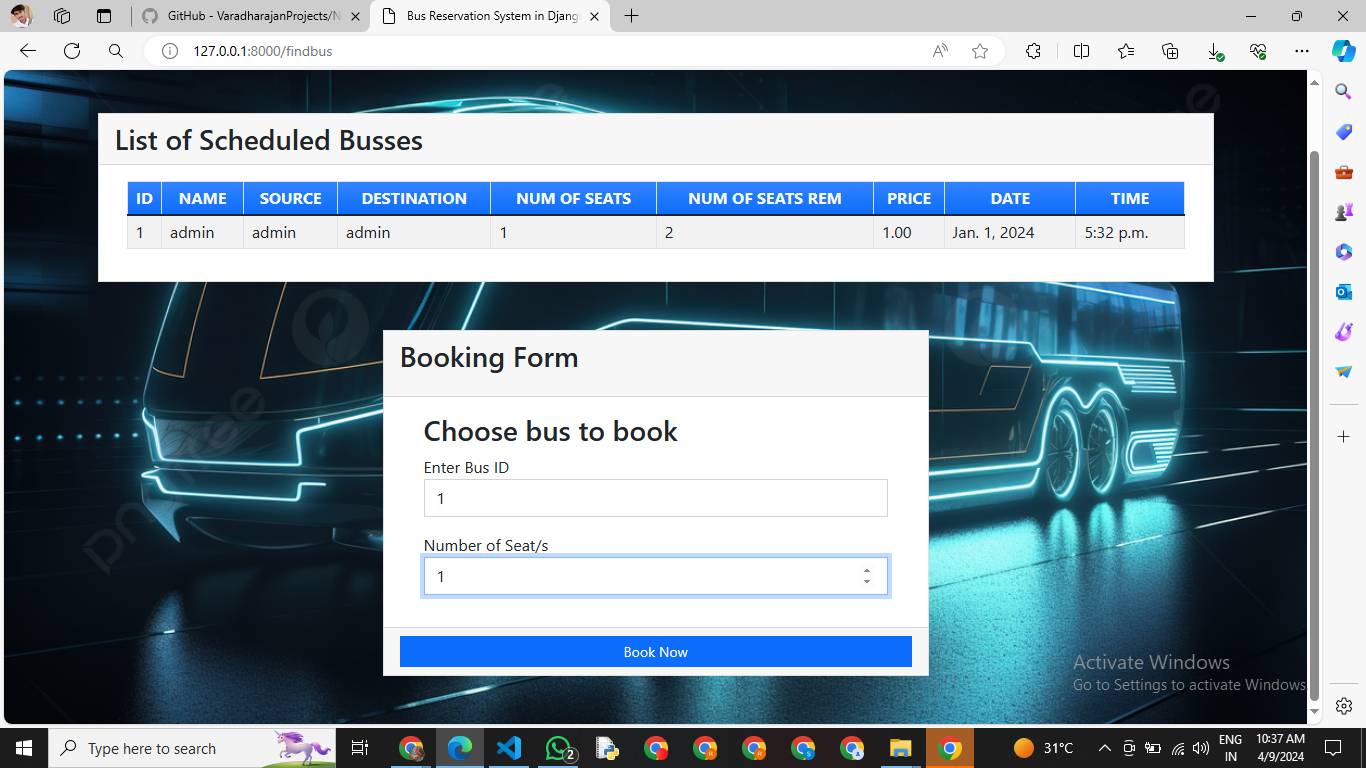 GitHub - VaradharajanProjects/N
Bus Reservation System in Django
127.0.0.1:8000/findbus
List of Scheduled Busses
ID NAME SOURCE DESTINATION NUM OF SEATS NUM OF SEATS REM PRICE DATE TIME
1 admin admin admin 1 2 1.00 Jan. 1, 2024 5:32 p.m.
Booking Form
Choose bus to book
Enter Bus ID
1
Number of Seat/s
1
Book Now
Activate Windows
Go to Settings to activate Windows.
Type here to search
2
31°C
ENG
IN
10:37 AM
4/9/2024